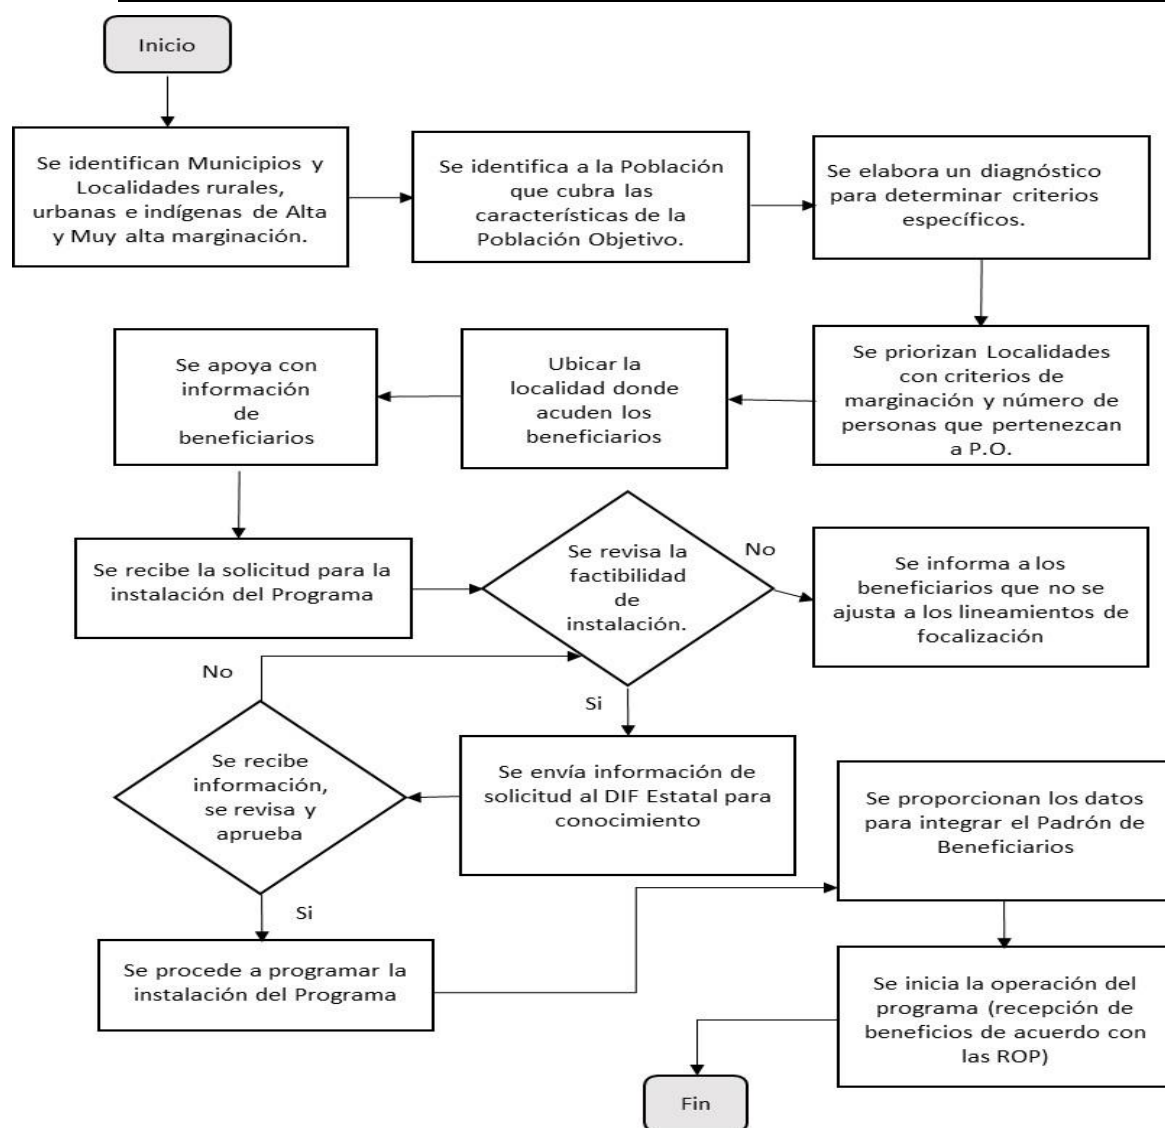 Inicio
Se identifican Municipios y
Localidades rurales,
urbanas e indígenas de Alta
y Muy alta marginación.
Se identifica a la Población
que cubra las
características de la
Población Objetivo.
Se elabora un diagnóstico
para determinar criterios
específicos.
Se priorizan Localidades
con criterios de
marginación y número de
personas que pertenezcan
a P.O.
Ubicar la
localidad donde
acuden los
beneficiarios
Se apoya con
información
de
beneficiarios
Se recibe la solicitud para la
instalación del Programa
Se revisa la
factibilidad
de
instalación.
No
Se informa a los
beneficiarios que no se
ajusta a los lineamientos de
focalización
Si
Se envía información de
solicitud al DIF Estatal para
conocimiento
Se recibe
información,
se revisa y
aprueba
No
Si
Se procede a programar la
instalación del Programa
Se proporcionan los datos
para integrar el Padrón de
Beneficiarios
Se inicia la operación del
programa (recepción de
beneficios de acuerdo con
las ROP)
Fin